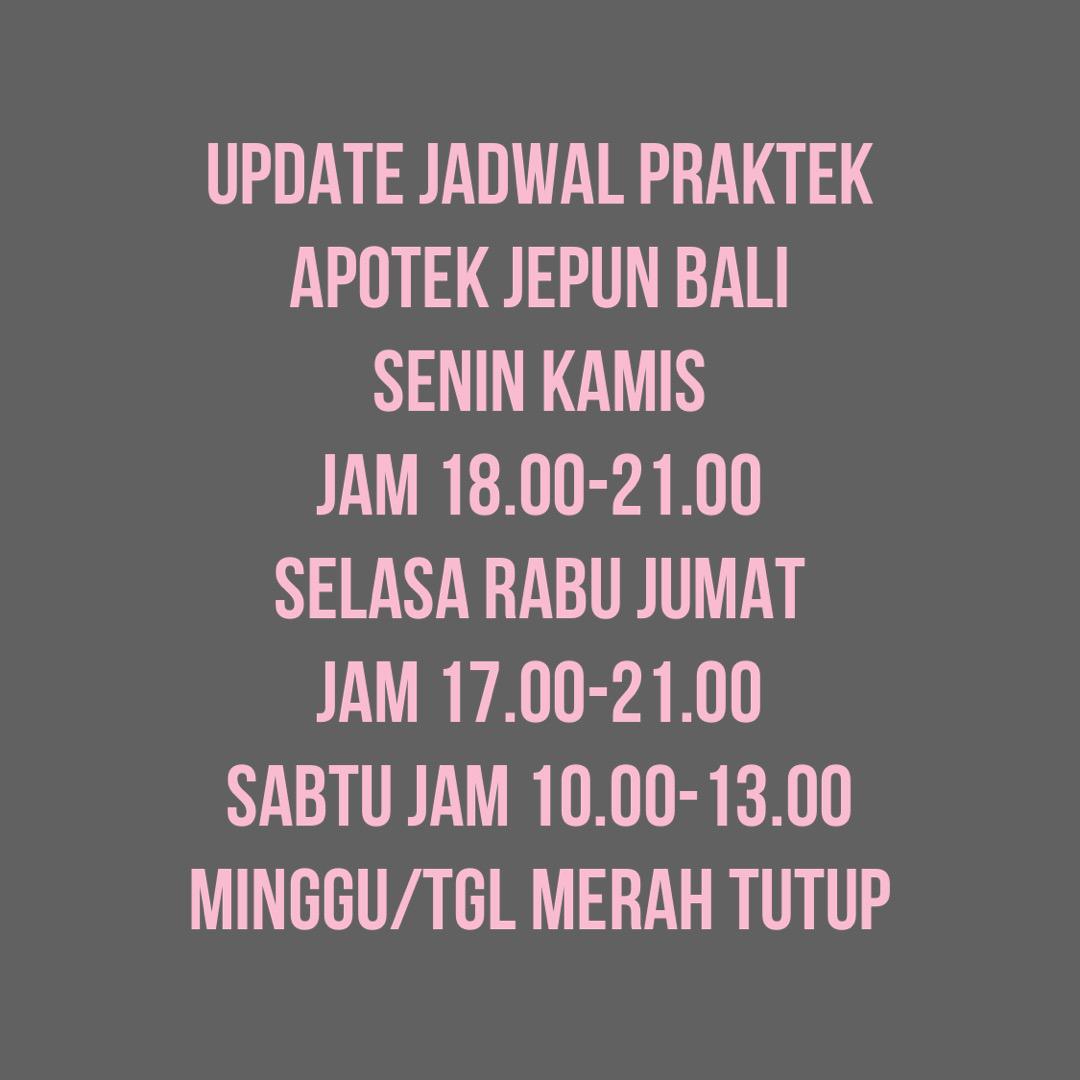 UPDATE JADWAL PRAKTEK
APOTEK JEPUN BALI
SENIN KAMIS
JAM 18.00-21.00
SELASA RABU JUMAT
JAM 17.00-21.00
SABTU JAM 10.00-13.00
MINGGU/TGL MERAH TUTUP